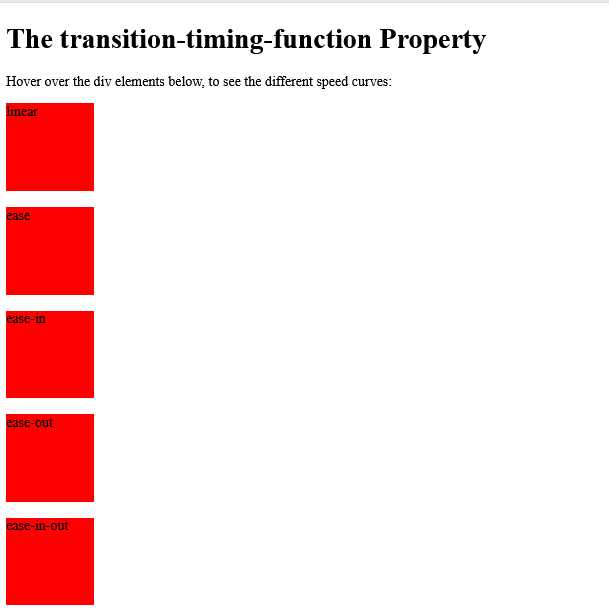 The transition-timing-function Property
Hover over the div elements below, to see the different speed curves:
linear
ease
ease-in
ease-out
ease-in-out